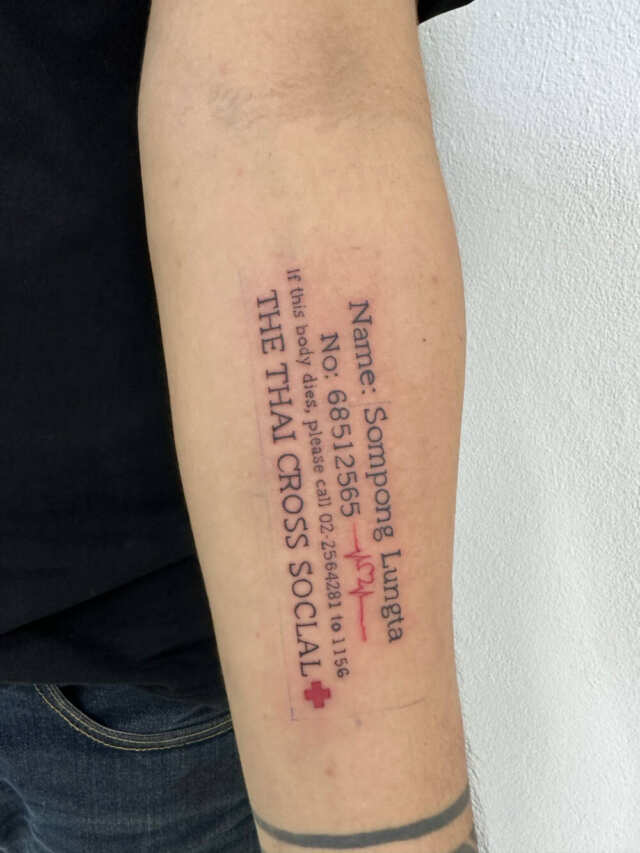 Name: Sompong Lungta
No: 68512565
If this body dies, please call 02-2564281 to 1156
THE THAI CROSS SOCLAL